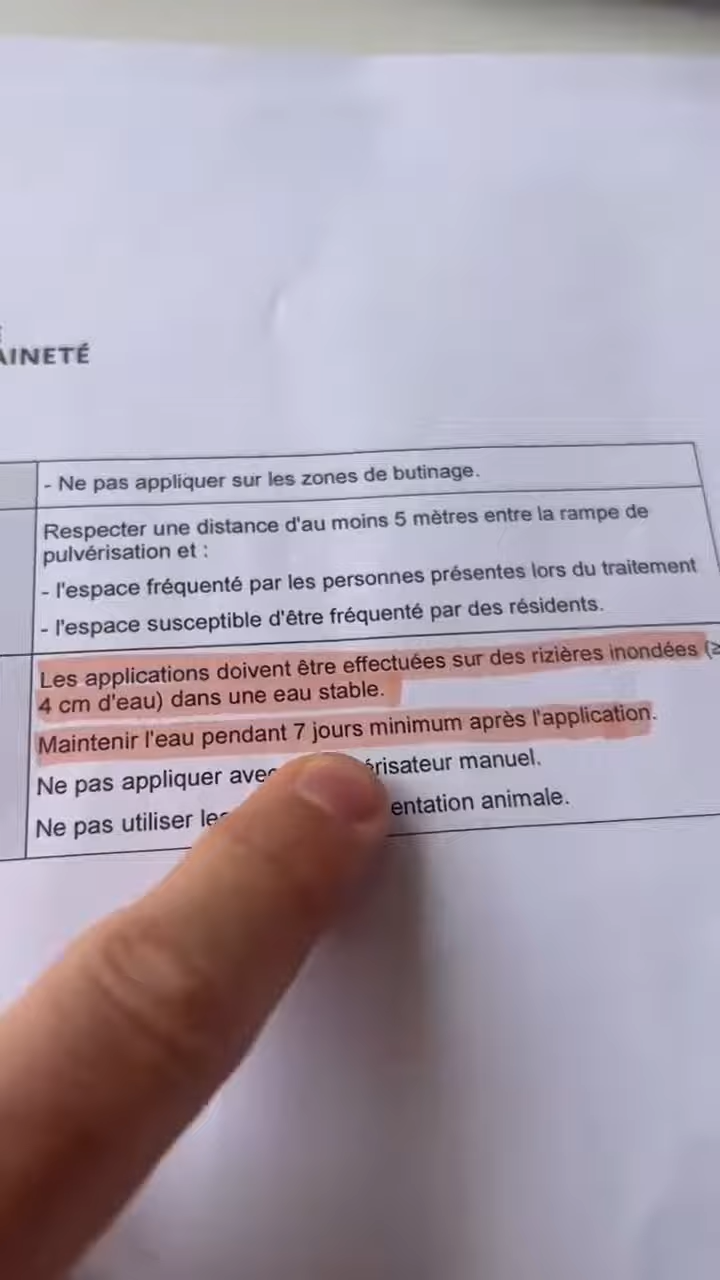 AINETÉ
- Ne pas appliquer sur les zones de butinage.
Respecter une distance d'au moins 5 mètres entre la rampe de
pulvérisation et :
- l'espace fréquenté par les personnes présentes lors du traitement
- l'espace susceptible d'être fréquenté par des résidents.
Les applications doivent être effectuées sur des rizières inondées (≥
4 cm d'eau) dans une eau stable.
Maintenir l'eau pendant 7 jours minimum après l'application.
Ne pas appliquer manuel.
Ne pas utiliser animale.